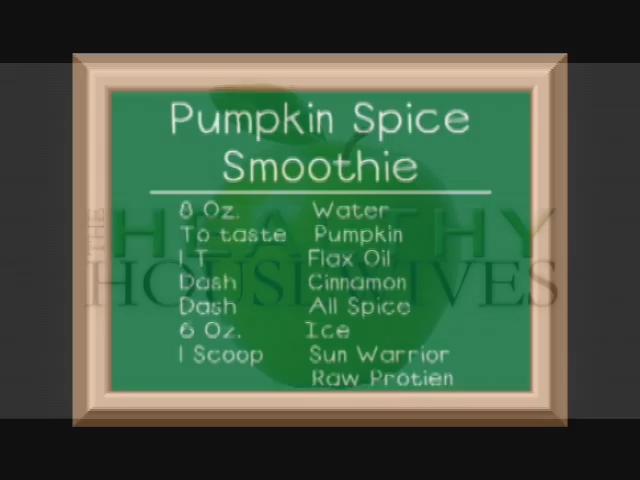 Pumpkin Spice
Smoothie
8 Oz. Water
To taste Pumpkin
1 T Flax Oil
Dash Cinnamon
Dash All Spice
6 Oz. Ice
1 Scoop Sun Warrior
Raw Protien
THE HEALTHY
HOUSEWIVES